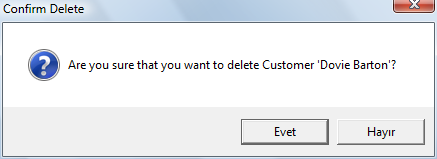 Confirm Delete
Are you sure that you want to delete Customer 'Dovie Barton'?
Evet
Hayır